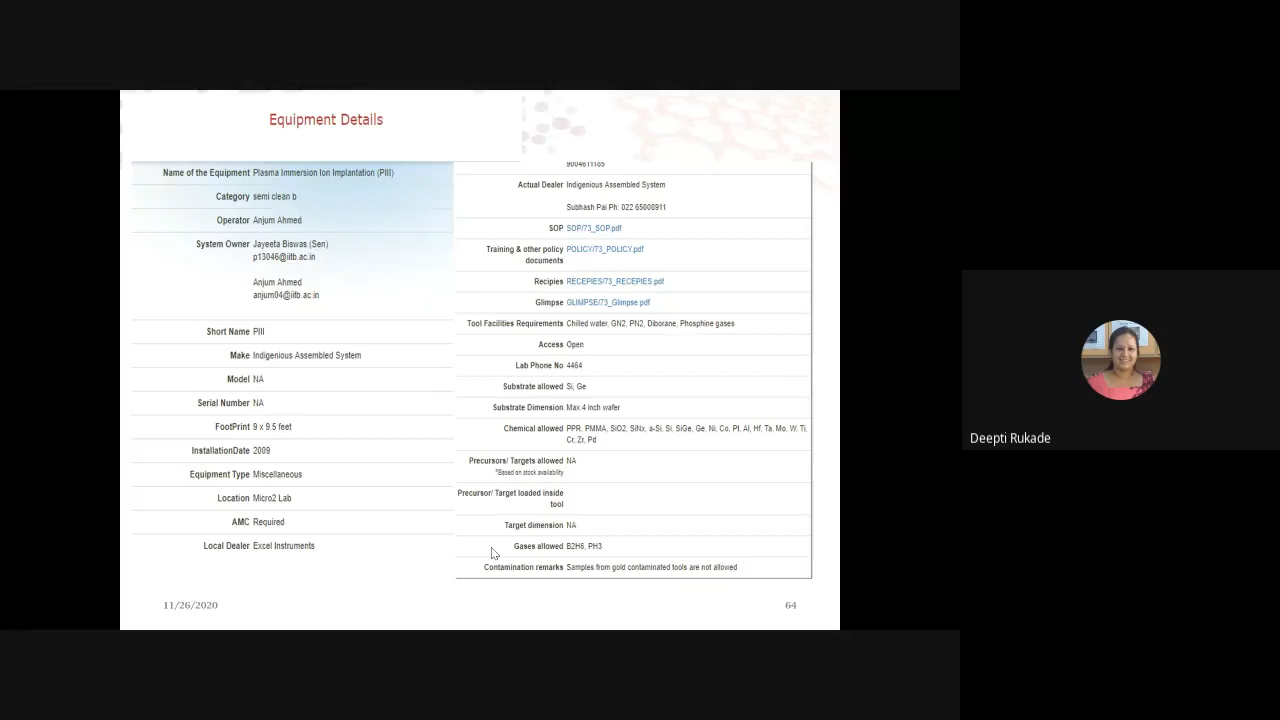 Equipment Details
Name of the Equipment Plasma Immersion Ion Implantation (PIII)
Category semi clean b
Operator Anjum Ahmed
System Owner Jayeeta Biswas (Sen)
p13046@iitb.ac.in
Anjum Ahmed
anjum04@iitb.ac.in
Short Name PIII
Make Indigenious Assembled System
Model NA
Serial Number NA
FootPrint 9 x 9.5 feet
InstallationDate 2009
Equipment Type Miscellaneous
Location Micro2 Lab
AMC Required
Local Dealer Excel Instruments
9004611185
Actual Dealer Indigenious Assembled System
Subhash Pai Ph: 022 65008911
SOP SOP/73_SOP.pdf
Training & other policy POLICY/73_POLICY.pdf
documents
Recipies RECEPIES/73_RECEPIES.pdf
Glimpse GLIMPSE/73_Glimpse.pdf
Tool Facilities Requirements Chilled water, GN2, PN2, Diborane, Phosphine gases
Access Open
Lab Phone No 4464
Substrate allowed Si, Ge
Substrate Dimension Max 4 inch wafer
Chemical allowed PPR, PMMA, SiO2, SiNx, a-Si, Si, SiGe, Ge, Ni, Co, Pt, Al, Hf, Ta, Mo, W, Ti,
Cr, Zr, Pd
Precursors/ Targets allowed NA
*Based on stock availability
Precursor/ Target loaded inside
tool
Target dimension NA
Gases allowed B2H6, PH3
Contamination remarks Samples from gold contaminated tools are not allowed
11/26/2020
64
Deepti Rukade